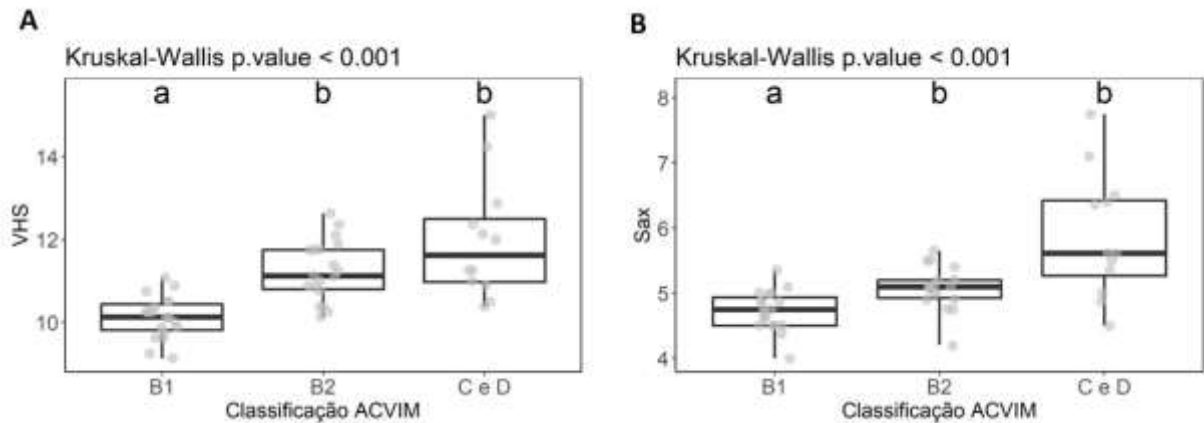 A
Kruskal-Wallis p.value < 0.001
a b b
14
12
10
VHS
B1 B2 C e D
Classificação ACVIM
B
Kruskal-Wallis p.value < 0.001
a b b
8
7
6
5
4
Sax
B1 B2 C e D
Classificação ACVIM